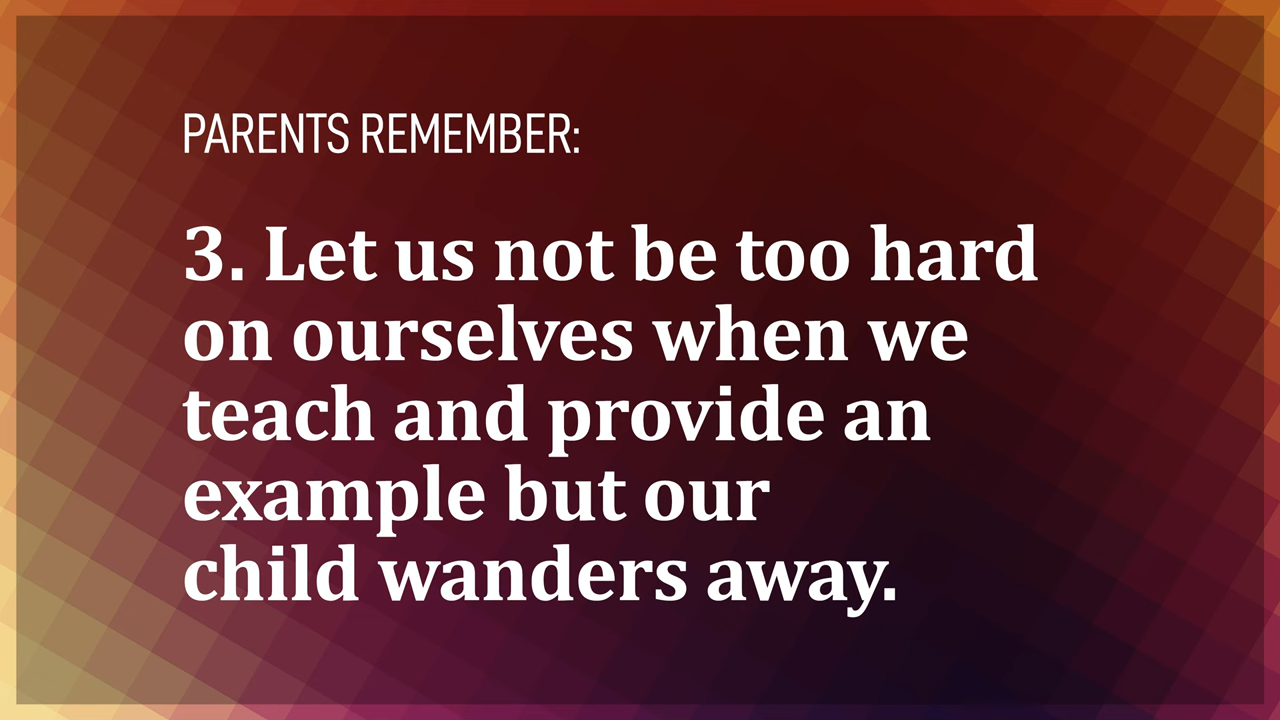 PARENTS REMEMBER:
3. Let us not be too hard
on ourselves when we
teach and provide an
example but our
child wanders away.